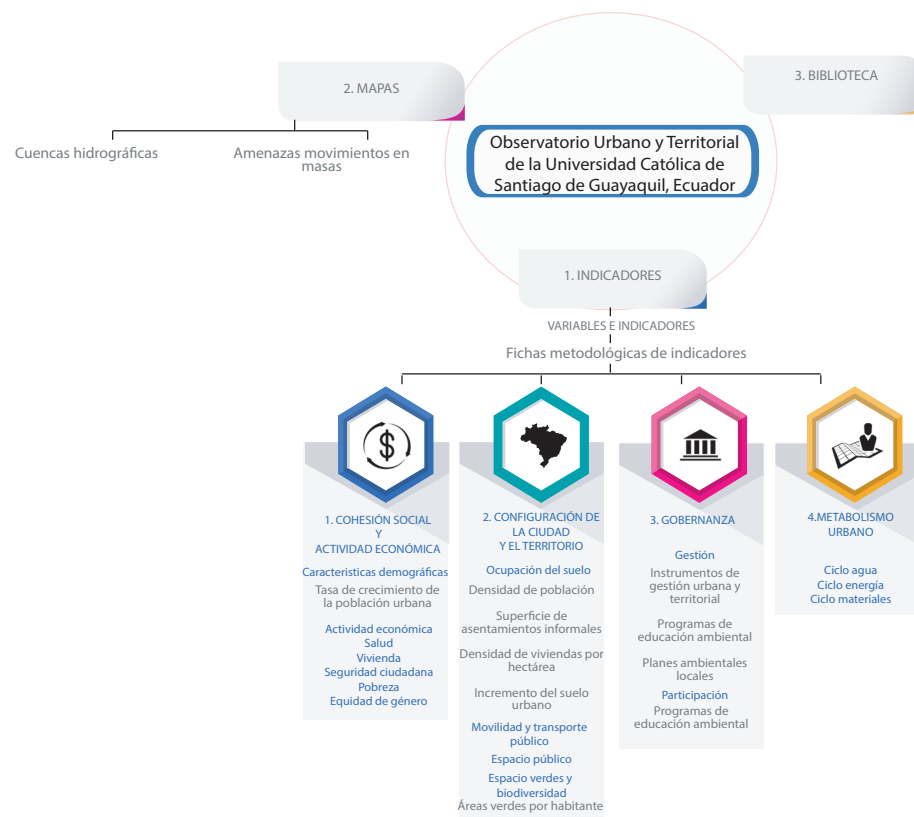 2. MAPAS
3. BIBLIOTECA
Cuencas hidrográficas
Amenazas movimientos en
masas
Observatorio Urbano y Territorial
de la Universidad Católica de
Santiago de Guayaquil, Ecuador
1. INDICADORES
VARIABLES E INDICADORES
Fichas metodológicas de indicadores
1. COHESIÓN SOCIAL
Y
ACTIVIDAD ECONÓMICA
Caracteristicas demográficas
Tasa de crecimiento de
la población urbana
Actividad económica
Salud
Vivienda
Seguridad ciudadana
Pobreza
Equidad de género
2. CONFIGURACIÓN DE
LA CIUDAD
Y EL TERRITORIO
Ocupación del suelo
Densidad de población
Superficie de
asentamientos informales
Densidad de viviendas por
hectárea
Incremento del suelo
urbano
Movilidad y transporte
público
Espacio público
Espacio verdes y
biodiversidad
Áreas verdes por habitante
3. GOBERNANZA
Gestión
Instrumentos de
gestión urbana y
territorial
Programas de
educación ambiental
Planes ambientales
locales
Participación
Programas de
educación ambiental
4.METABOLISMO
URBANO
Ciclo agua
Ciclo energía
Ciclo materiales